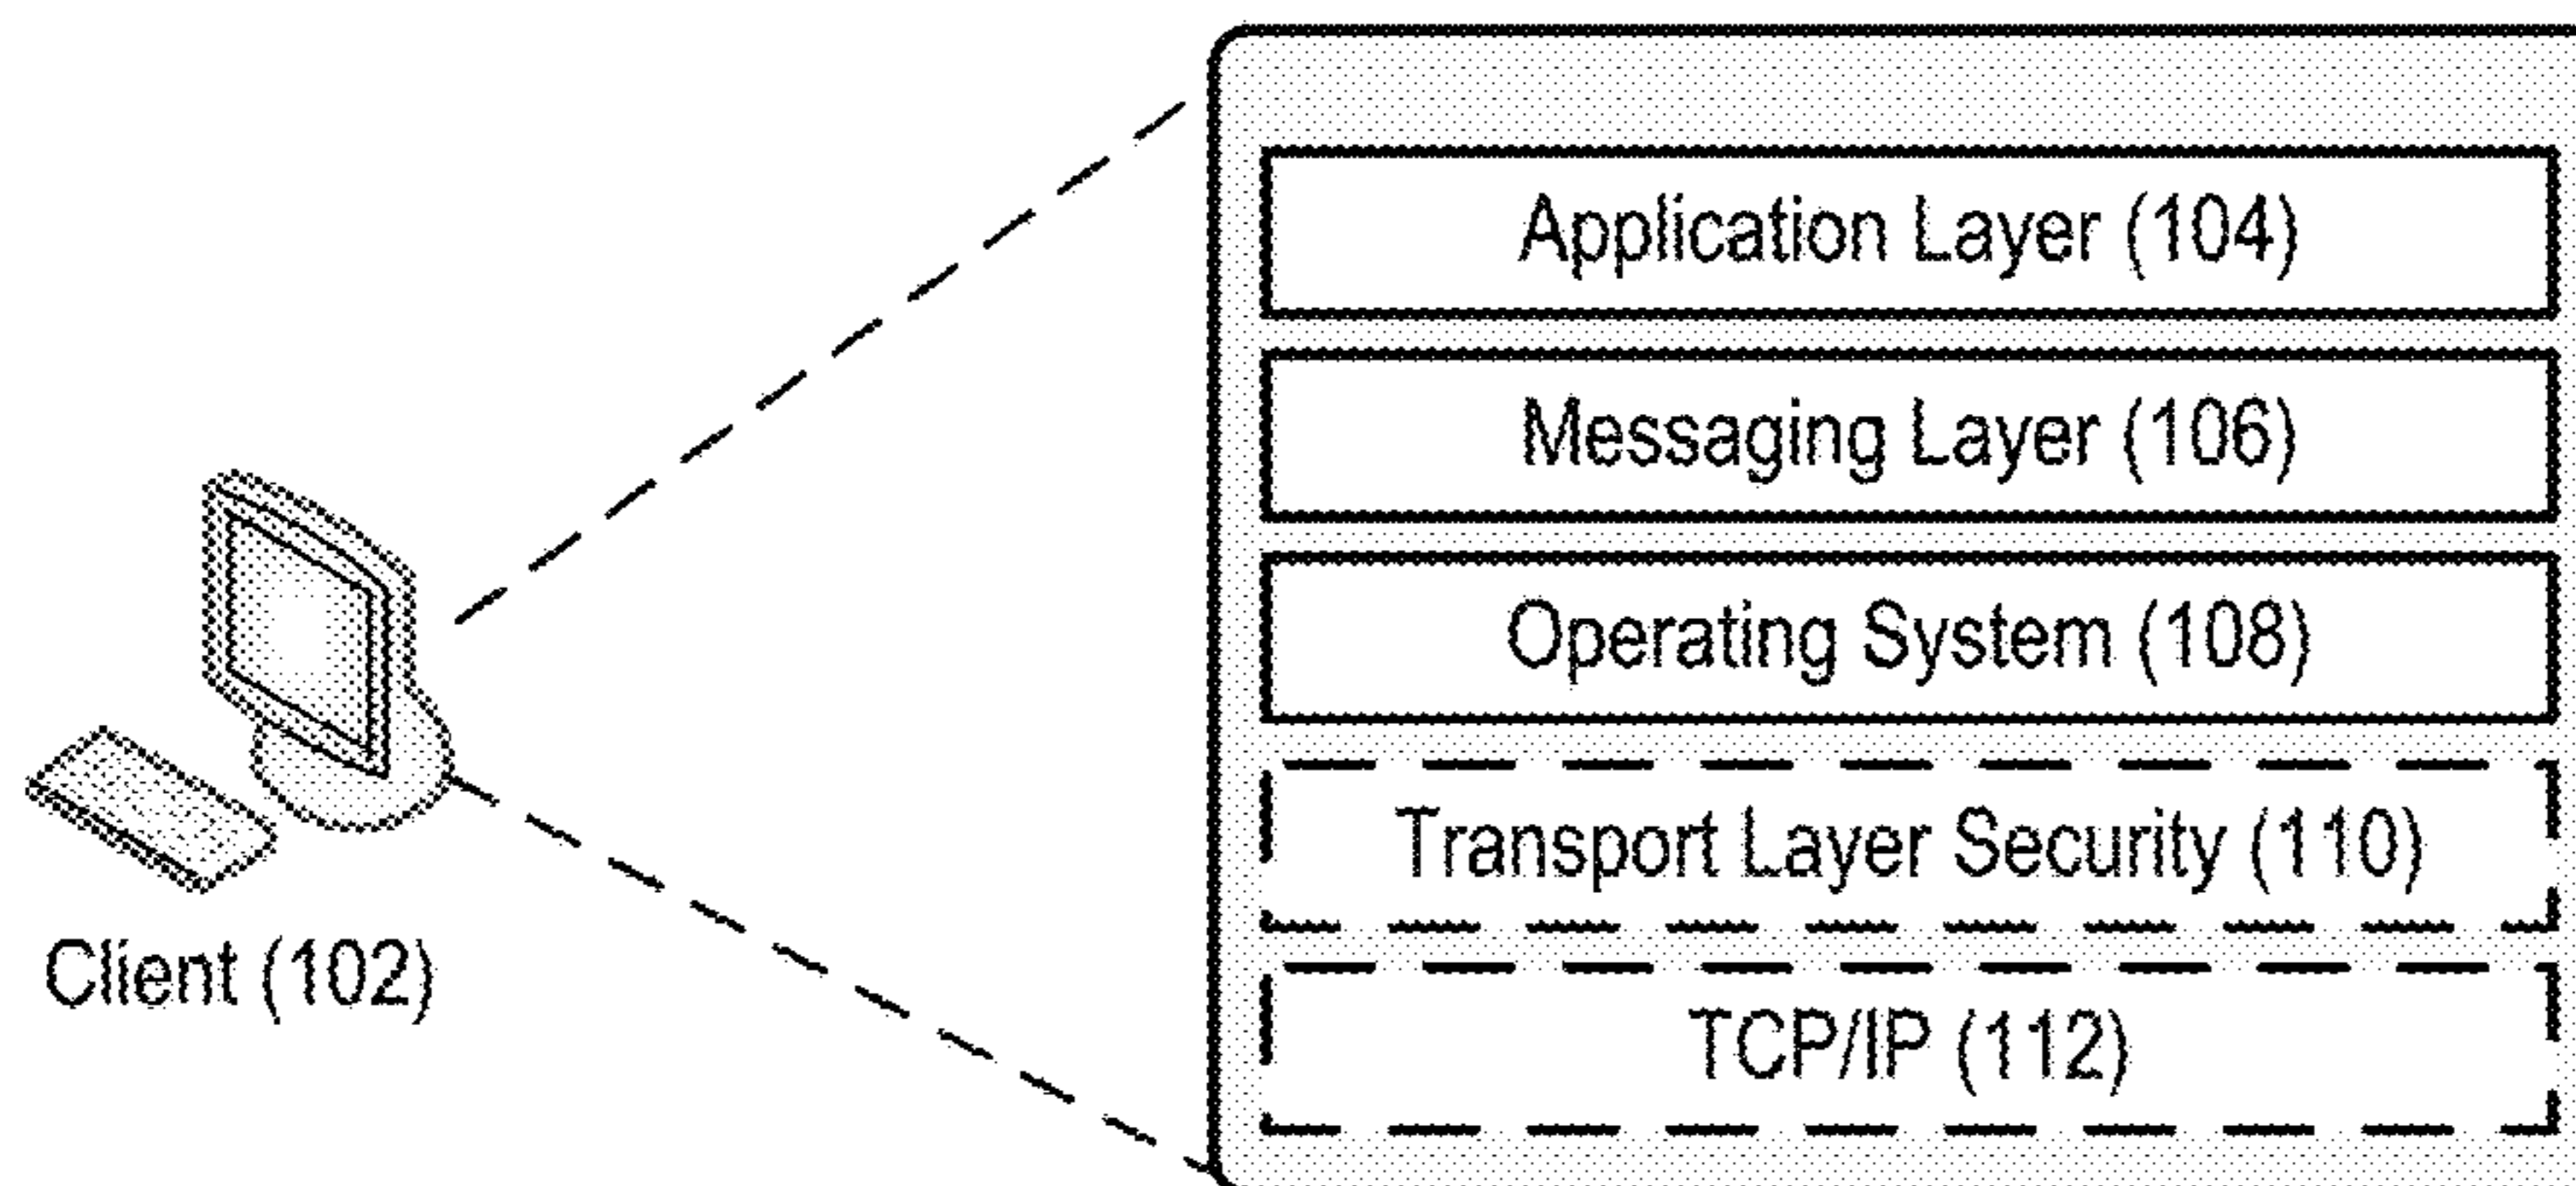 Application Layer (104)
Messaging Layer (106)
Operating System (108)
Transport Layer Security (110)
TCP/IP (112)
Client (102)